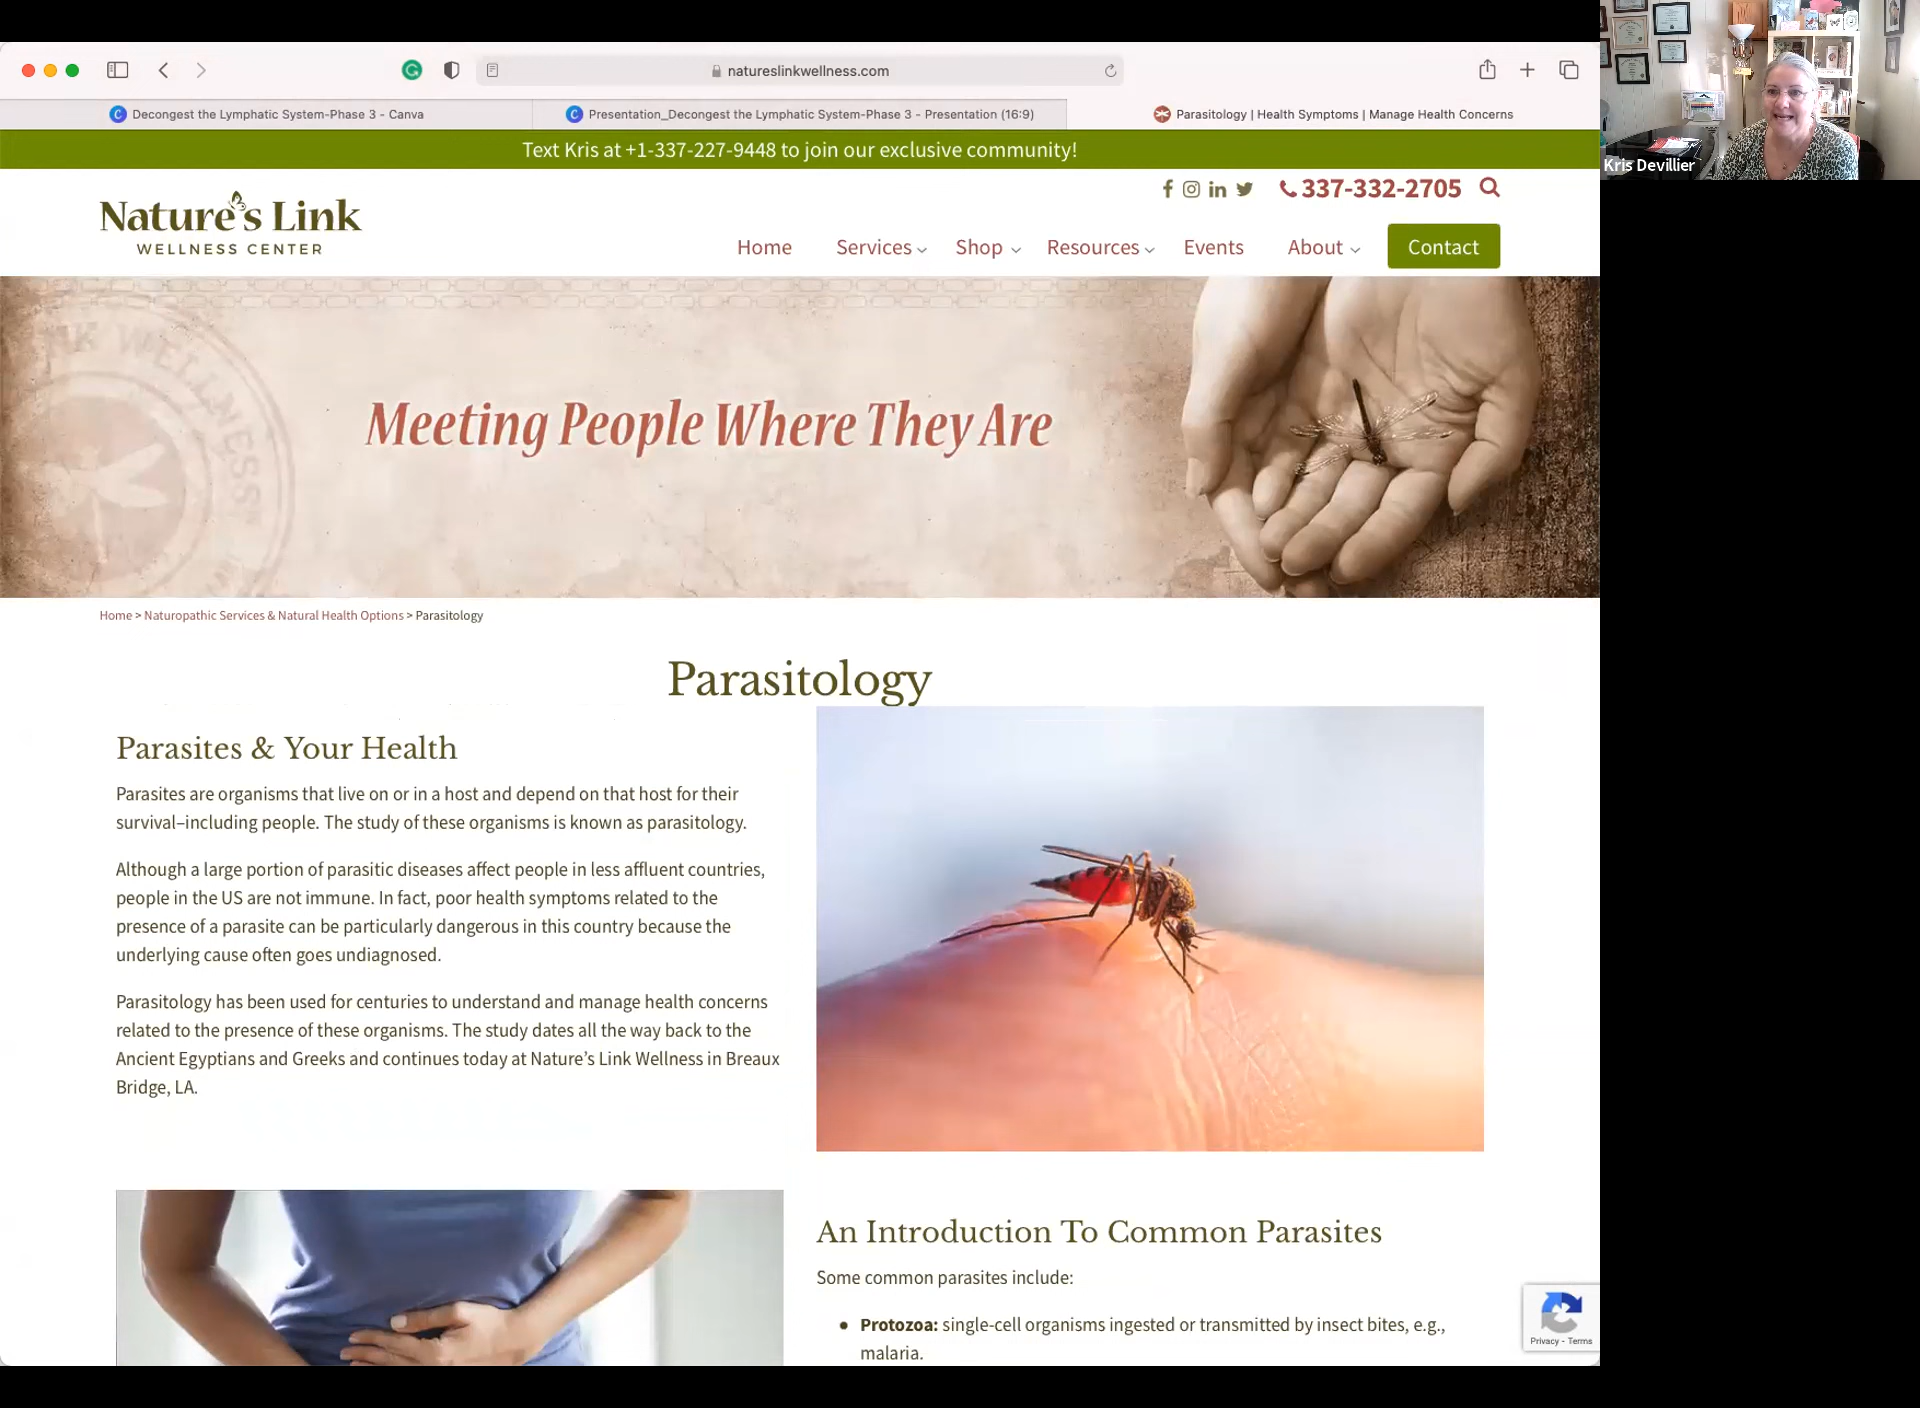 natureslinkwellness.com
Decongest the Lymphatic System-Phase 3 - Canva
Presentation_Decongest the Lymphatic System-Phase 3 - Presentation (16:9)
Parasitology | Health Symptoms | Manage Health Concerns
Kris Devillier
Text Kris at +1-337-227-9448 to join our exclusive community!
337-332-2705
Nature's Link
WELLNESS CENTER
Home Services Shop Resources Events About Contact
WELLNESS
Meeting People Where They Are
Home > Naturopathic Services & Natural Health Options > Parasitology
Parasitology
Parasites & Your Health
Parasites are organisms that live on or in a host and depend on that host for their
survival–including people. The study of these organisms is known as parasitology.
Although a large portion of parasitic diseases affect people in less affluent countries,
people in the US are not immune. In fact, poor health symptoms related to the
presence of a parasite can be particularly dangerous in this country because the
underlying cause often goes undiagnosed.
Parasitology has been used for centuries to understand and manage health concerns
related to the presence of these organisms. The study dates all the way back to the
Ancient Egyptians and Greeks and continues today at Nature’s Link Wellness in Breaux
Bridge, LA.
An Introduction To Common Parasites
Some common parasites include:
• Protozoa: single-cell organisms ingested or transmitted by insect bites, e.g.,
malaria.
Privacy - Terms